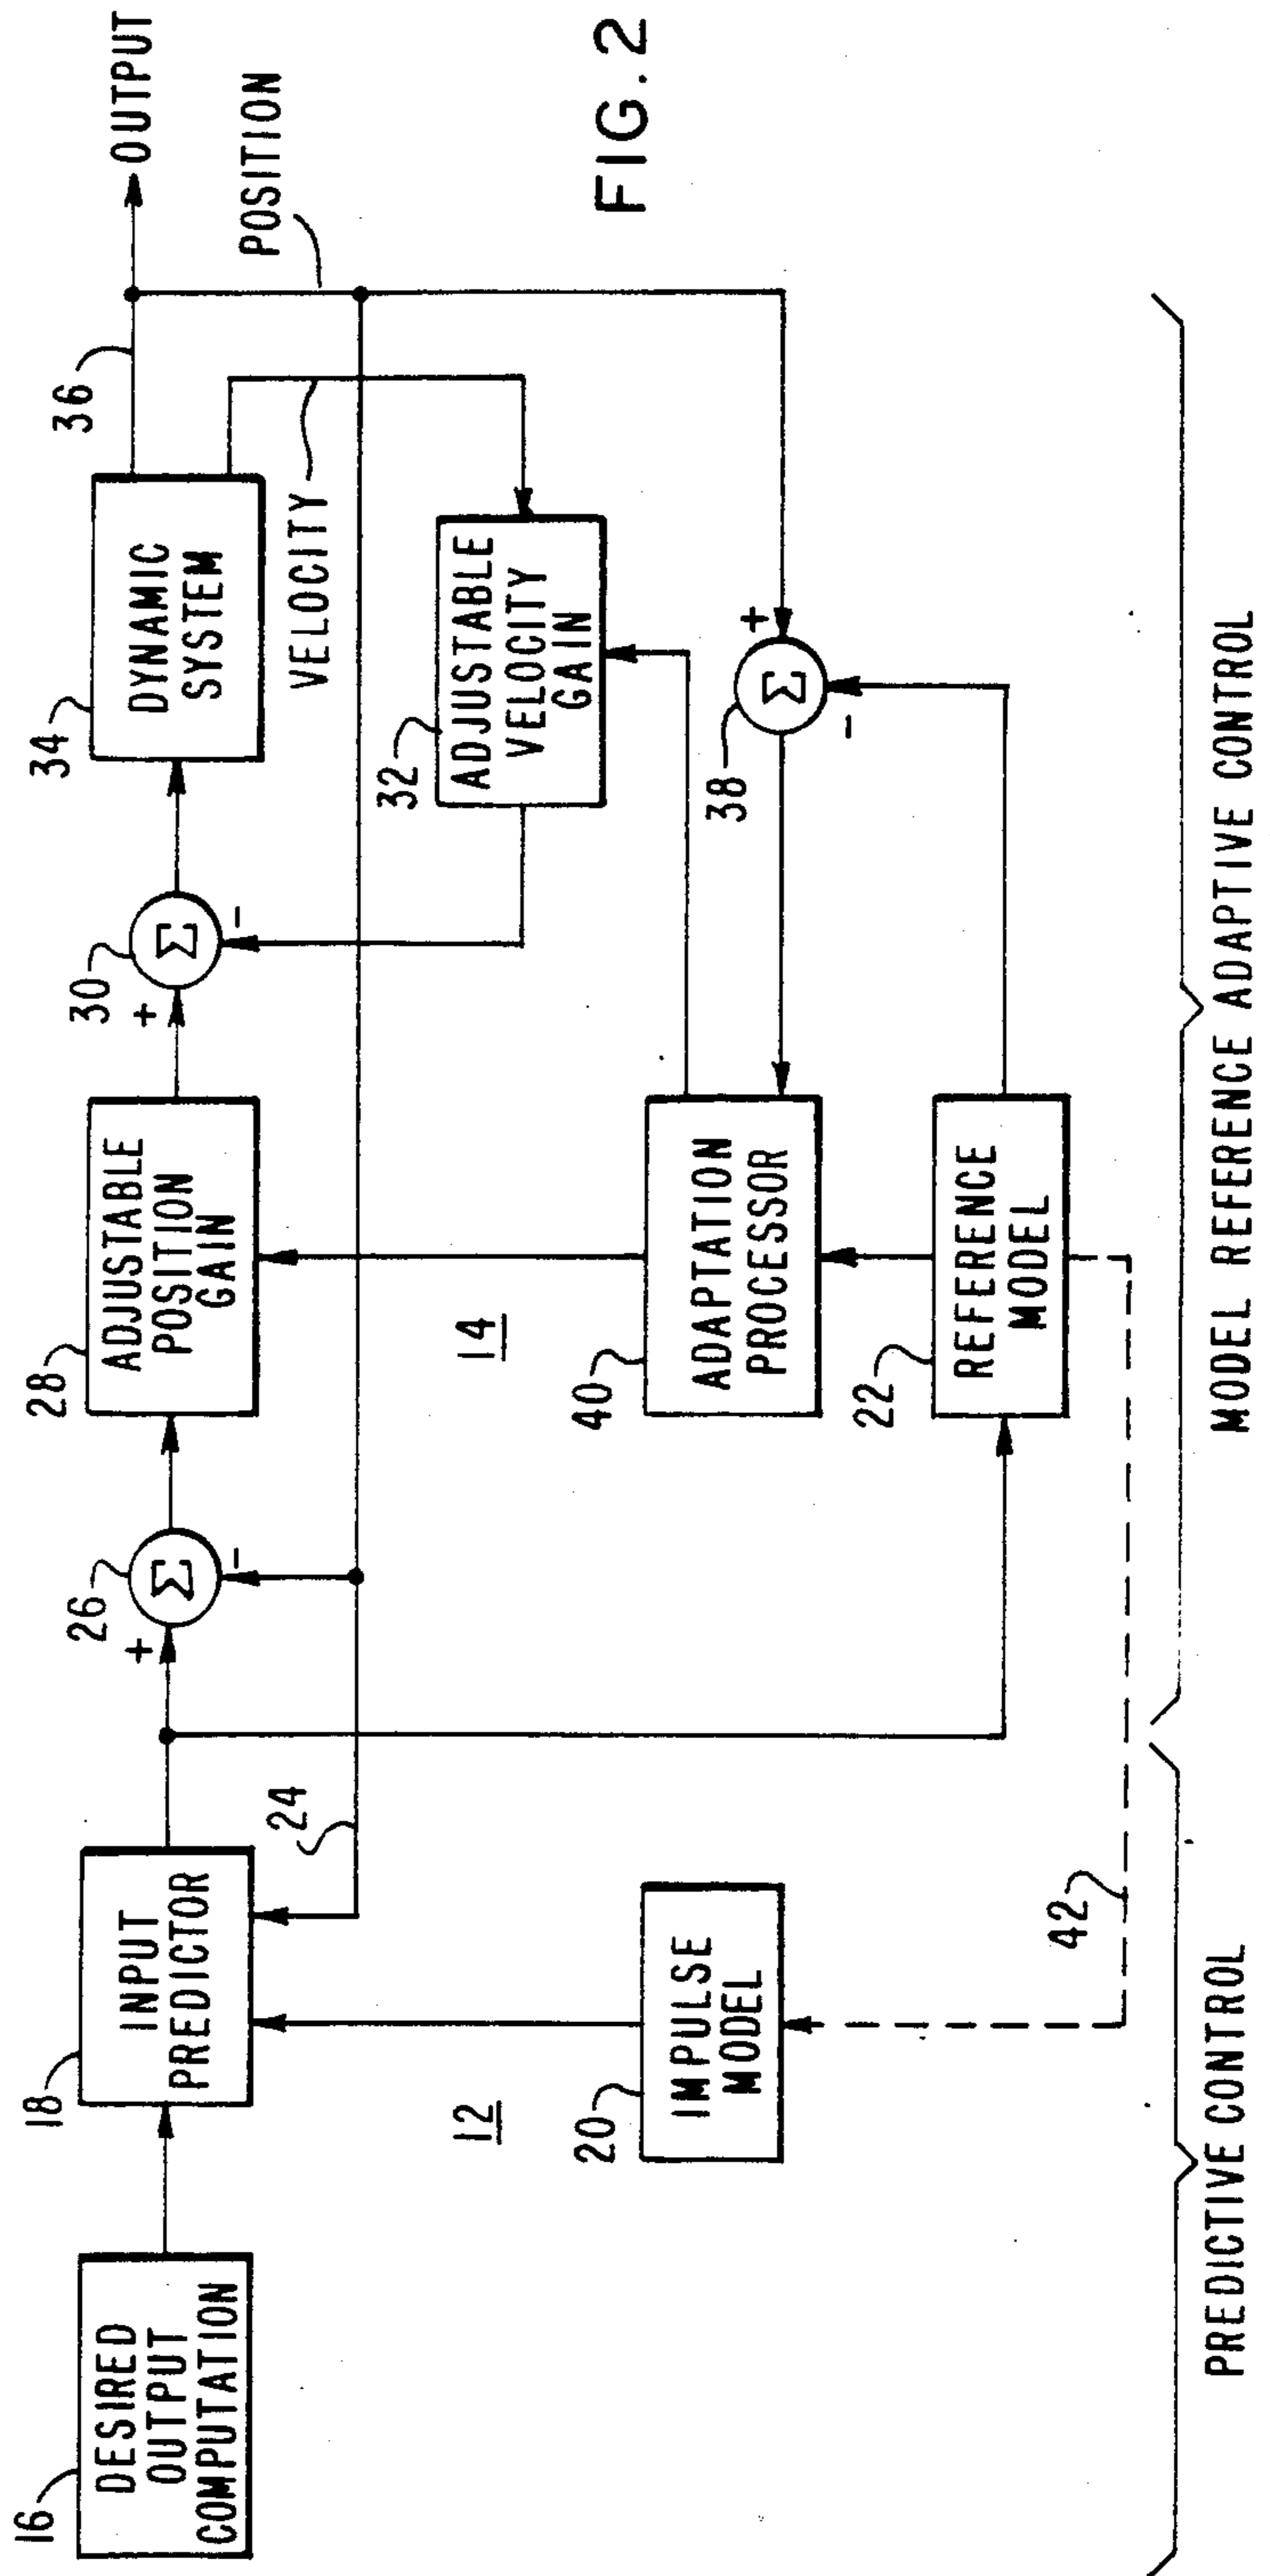 16
DESIRED
OUTPUT
COMPUTATION
18
INPUT
PREDICTOR
24
12
20
IMPULSE
MODEL
42
PREDICTIVE CONTROL
26
+
Σ
-
28
ADJUSTABLE
POSITION
GAIN
14
40
ADAPTATION
PROCESSOR
22
REFERENCE
MODEL
30
+
Σ
-
34
DYNAMIC
SYSTEM
36
OUTPUT
POSITION
VELOCITY
32
ADJUSTABLE
VELOCITY
GAIN
38
Σ
+
-
MODEL REFERENCE ADAPTIVE CONTROL
FIG. 2